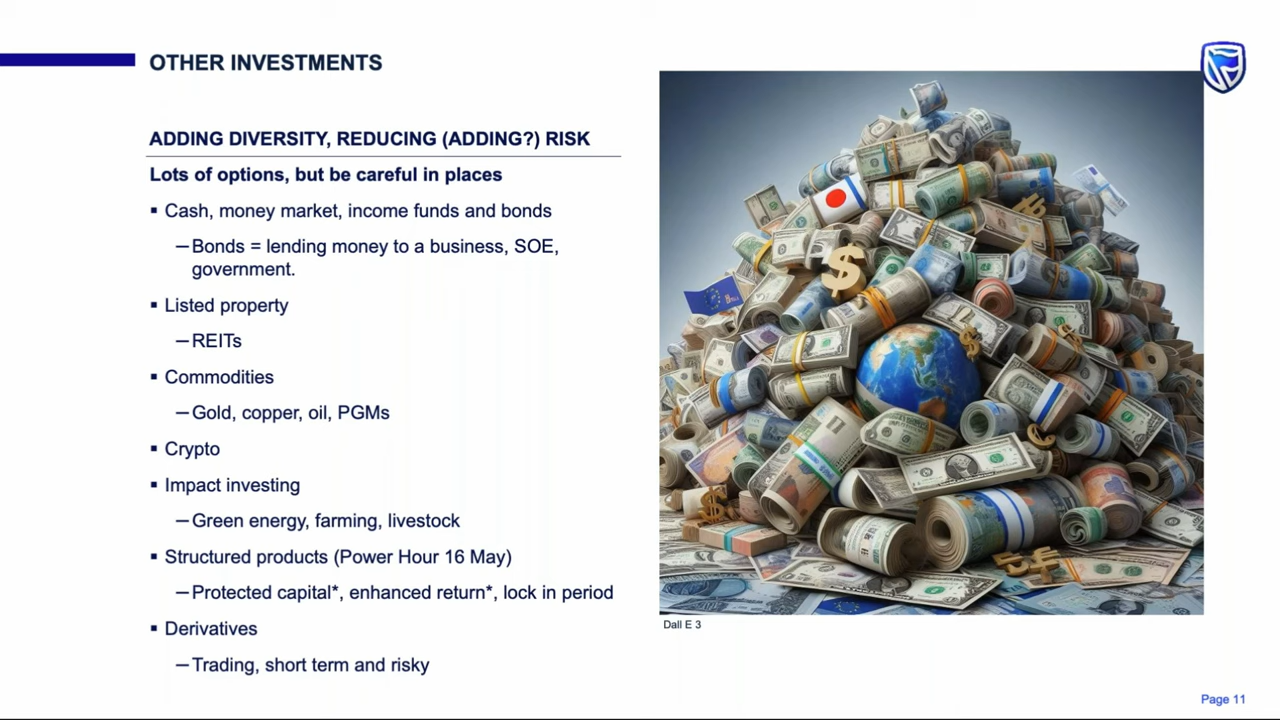 OTHER INVESTMENTS
ADDING DIVERSITY, REDUCING (ADDING?) RISK
Lots of options, but be careful in places
▪ Cash, money market, income funds and bonds
– Bonds = lending money to a business, SOE,
government.
▪ Listed property
– REITs
▪ Commodities
– Gold, copper, oil, PGMs
▪ Crypto
▪ Impact investing
– Green energy, farming, livestock
▪ Structured products (Power Hour 16 May)
– Protected capital*, enhanced return*, lock in period
▪ Derivatives
– Trading, short term and risky
Dall E 3
Page 11